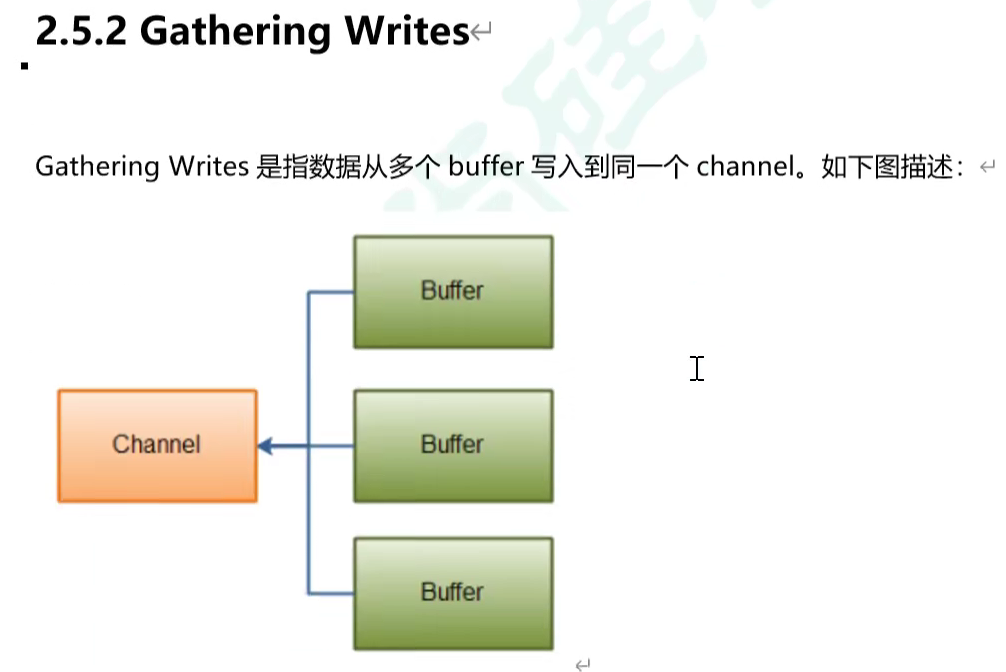 2.5.2 Gathering Writes
Gathering Writes 是指数据从多个 buffer 写入到同一个 channel。如下图描述：
Buffer
Channel
Buffer
Buffer